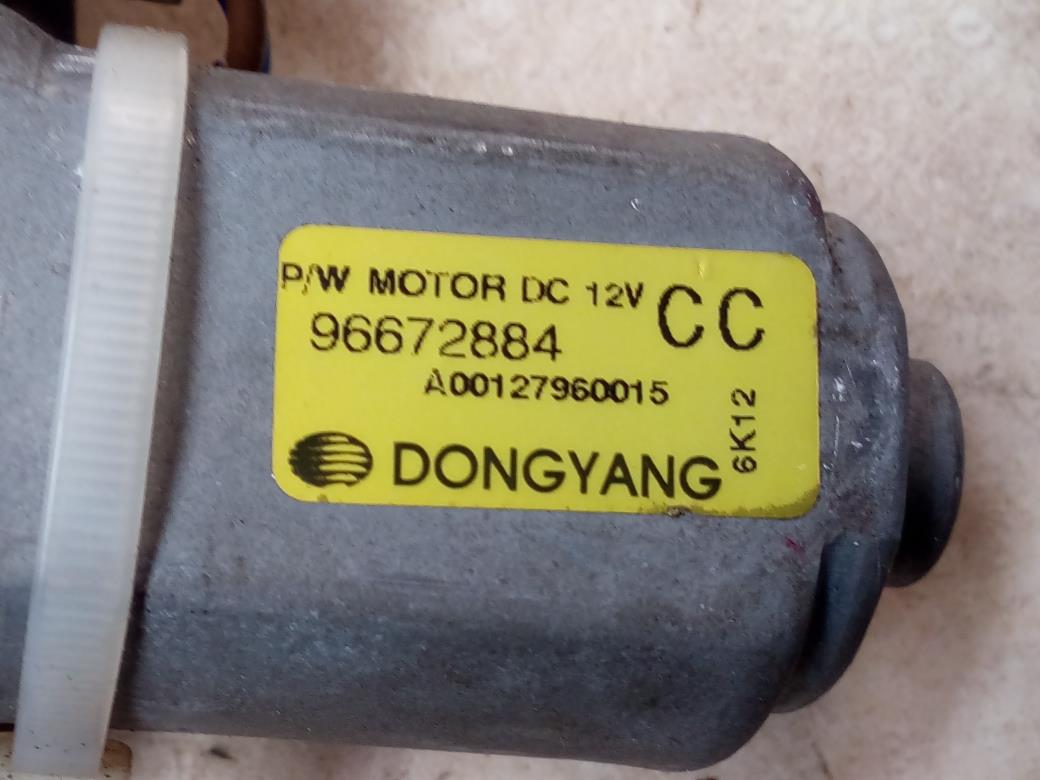 P/W MOTOR DC 12V CC
96672884
A00127960015
6K12
DONGYANG